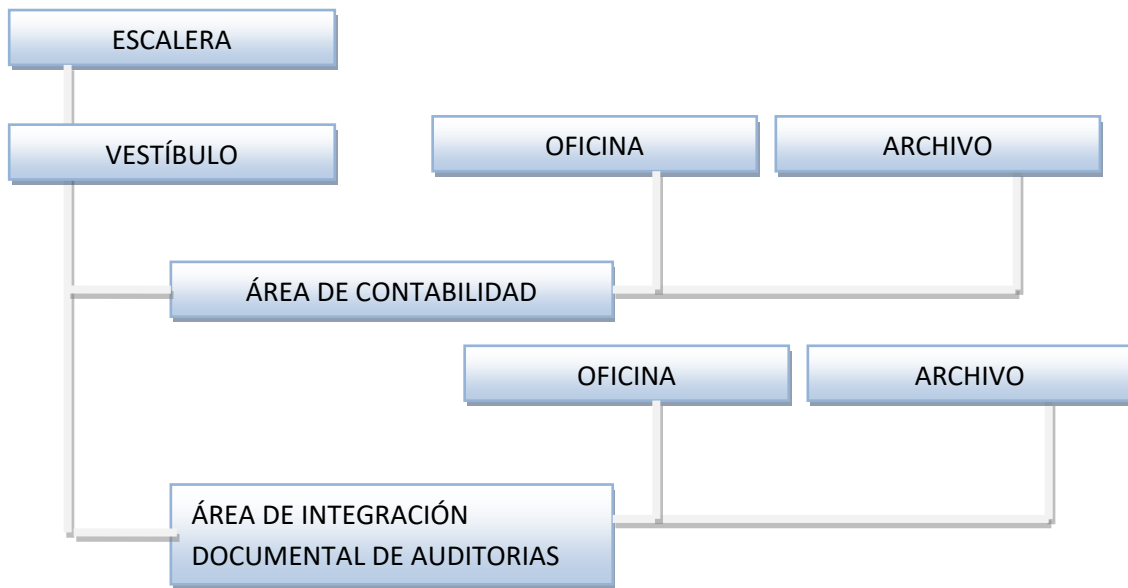 ESCALERA
VESTÍBULO
OFICINA
ARCHIVO
ÁREA DE CONTABILIDAD
OFICINA
ARCHIVO
ÁREA DE INTEGRACIÓN
DOCUMENTAL DE AUDITORIAS